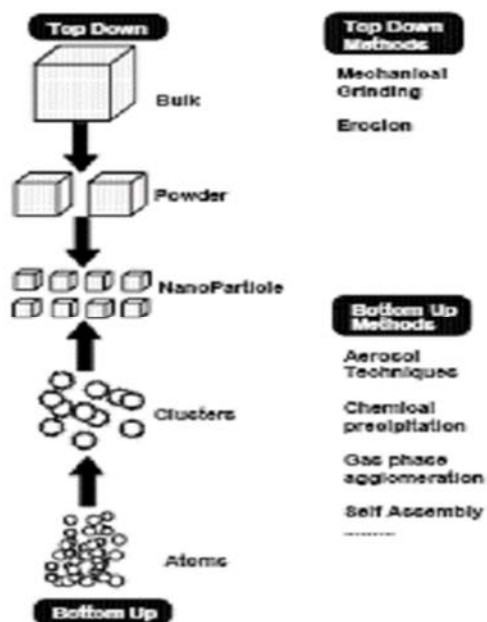 Top Down
Bulk
Powder
NanoParticle
Clusters
Atoms
Bottom Up
Top Down
Methods
Mechanical
Grinding
Erosion
Bottom Up
Methods
Aerosol
Techniques
Chemical
precipitation
Gas phase
agglomeration
Self Assembly